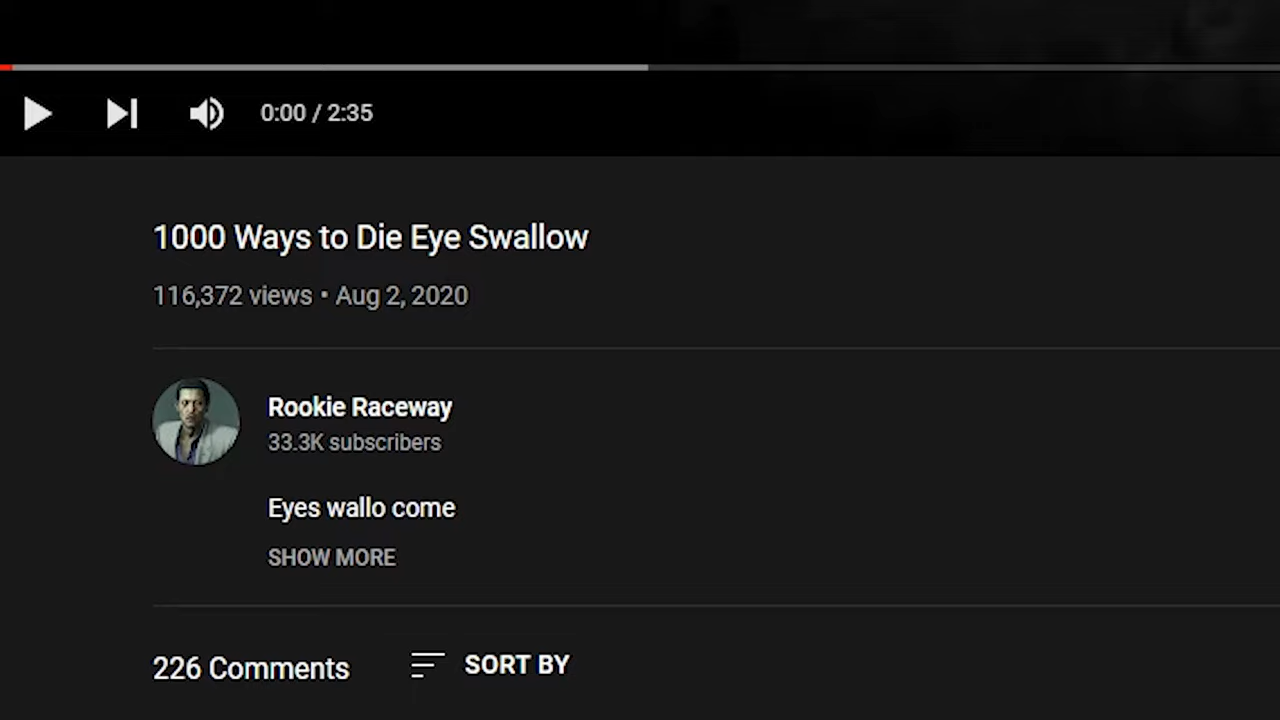 0:00 / 2:35
1000 Ways to Die Eye Swallow
116,372 views • Aug 2, 2020
Rookie Raceway
33.3K subscribers
Eyes wallo come
SHOW MORE
226 Comments SORT BY